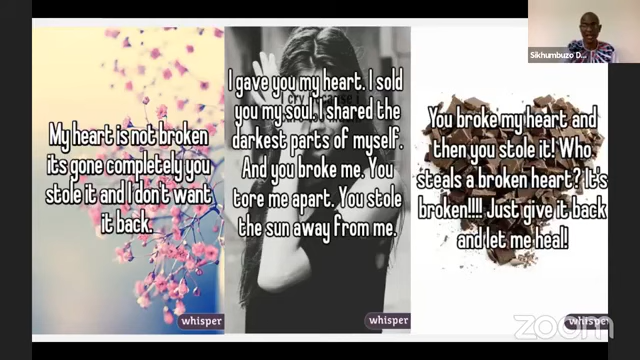 Sikhumbuzo D...
My heart is not broken
its gone completely you
stole it and I don't want
it back.
whisper
I gave you my heart. I sold
you my soul. I shared the
darkest parts of myself.
And you broke me. You
tore me apart. You stole
the sun away from me.
whisper
You broke my heart and
then you stole it! Who
steals a broken heart? It's
broken!!!! Just give it back
and let me heal!
zoom